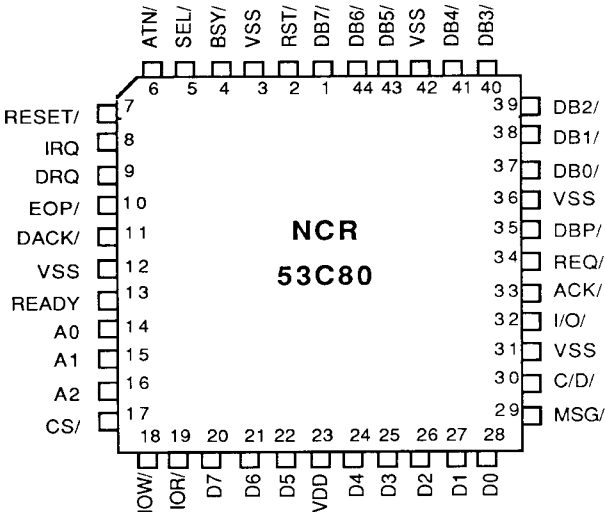 ATN/ SEL/ BSY/ VSS RST/ DB7/ DB6/ DB5/ VSS DB4/ DB3/
6 5 4 3 2 1 44 43 42 41 40
RESET/ 7
IRQ 8
DRQ 9
EOP/ 10
DACK/ 11
VSS 12
READY 13
A0 14
A1 15
A2 16
CS/ 17
NCR
53C80
39 DB2/
38 DB1/
37 DB0/
36 VSS
35 DBP/
34 REQ/
33 ACK/
32 I/O/
31 VSS
30 C/D/
29 MSG/
18 19 20 21 22 23 24 25 26 27 28
IOW/ IOR/ D7 D6 D5 VDD D4 D3 D2 D1 D0